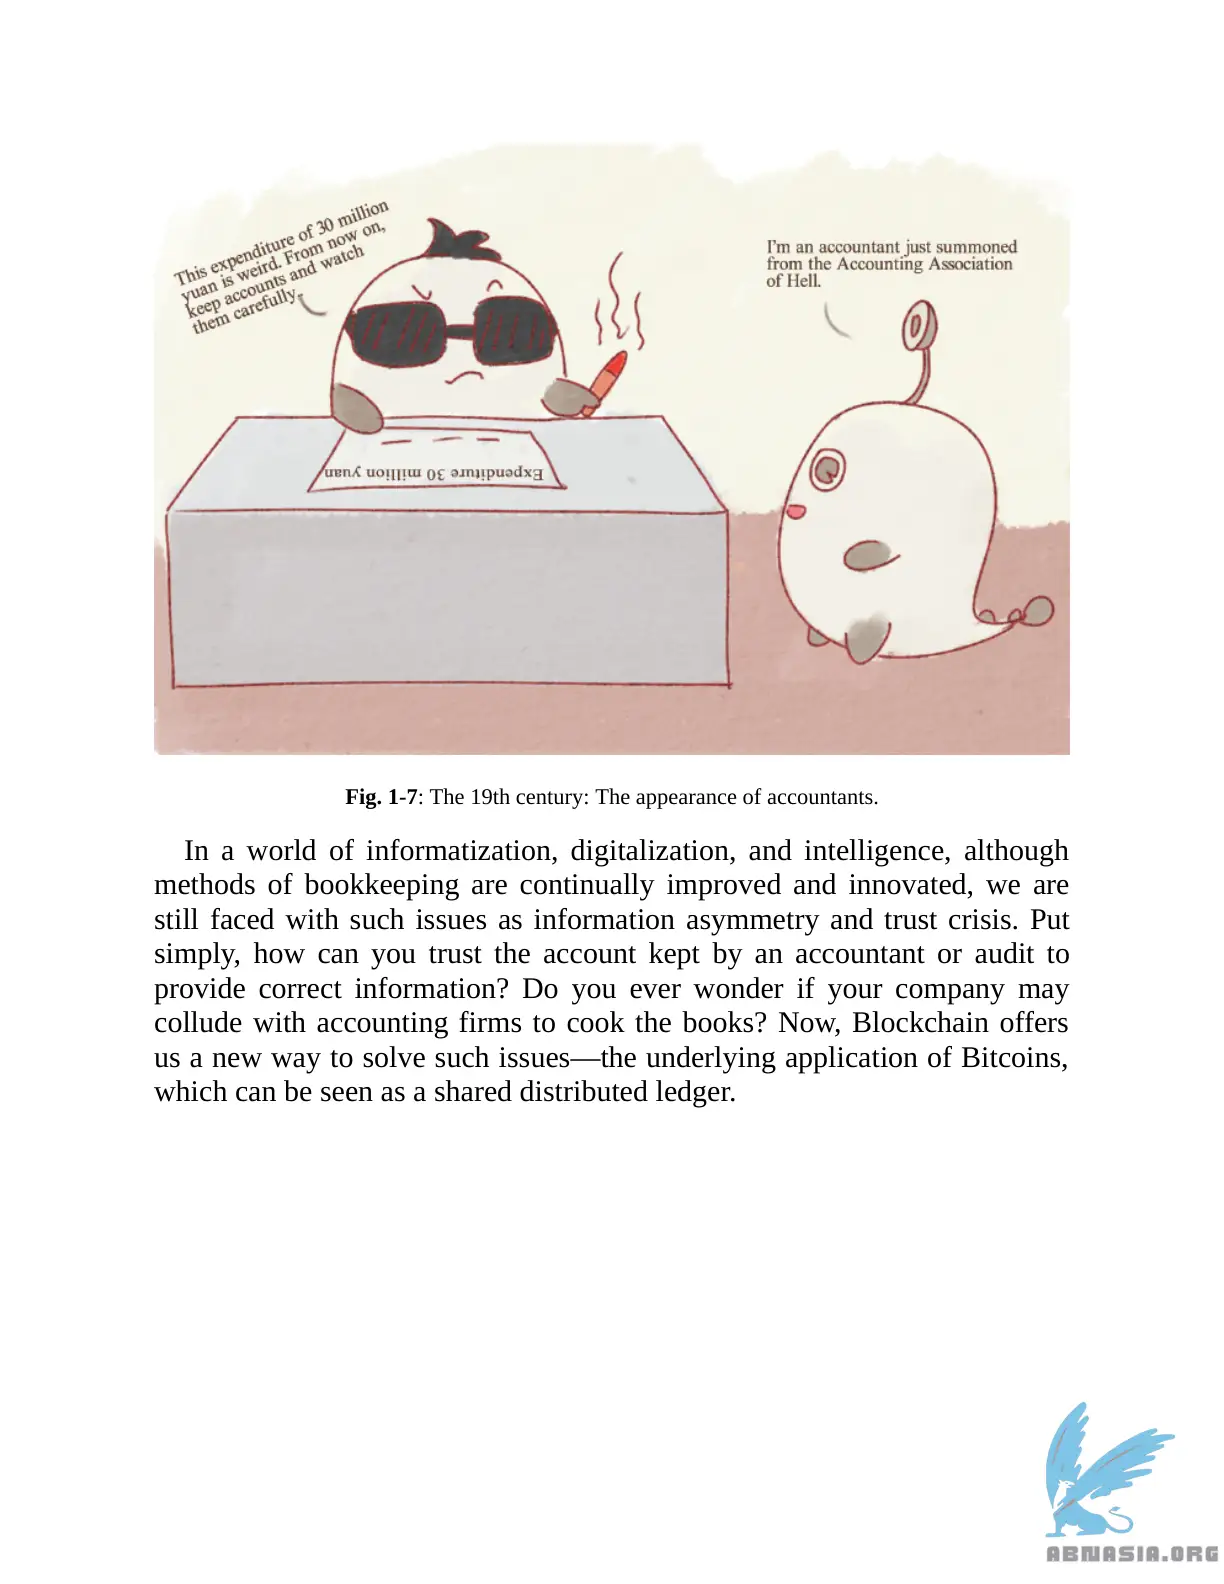 This expenditure of 30 million
yuan is weird. From now on,
keep accounts and watch
them carefully.
I'm an accountant just summoned
from the Accounting Association
of Hell.
Expenditure 30 million yuan
Fig. 1-7: The 19th century: The appearance of accountants.
In a world of informatization, digitalization, and intelligence, although
methods of bookkeeping are continually improved and innovated, we are
still faced with such issues as information asymmetry and trust crisis. Put
simply, how can you trust the account kept by an accountant or audit to
provide correct information? Do you ever wonder if your company may
collude with accounting firms to cook the books? Now, Blockchain offers
us a new way to solve such issues—the underlying application of Bitcoins,
which can be seen as a shared distributed ledger.
ABNASIA.ORG